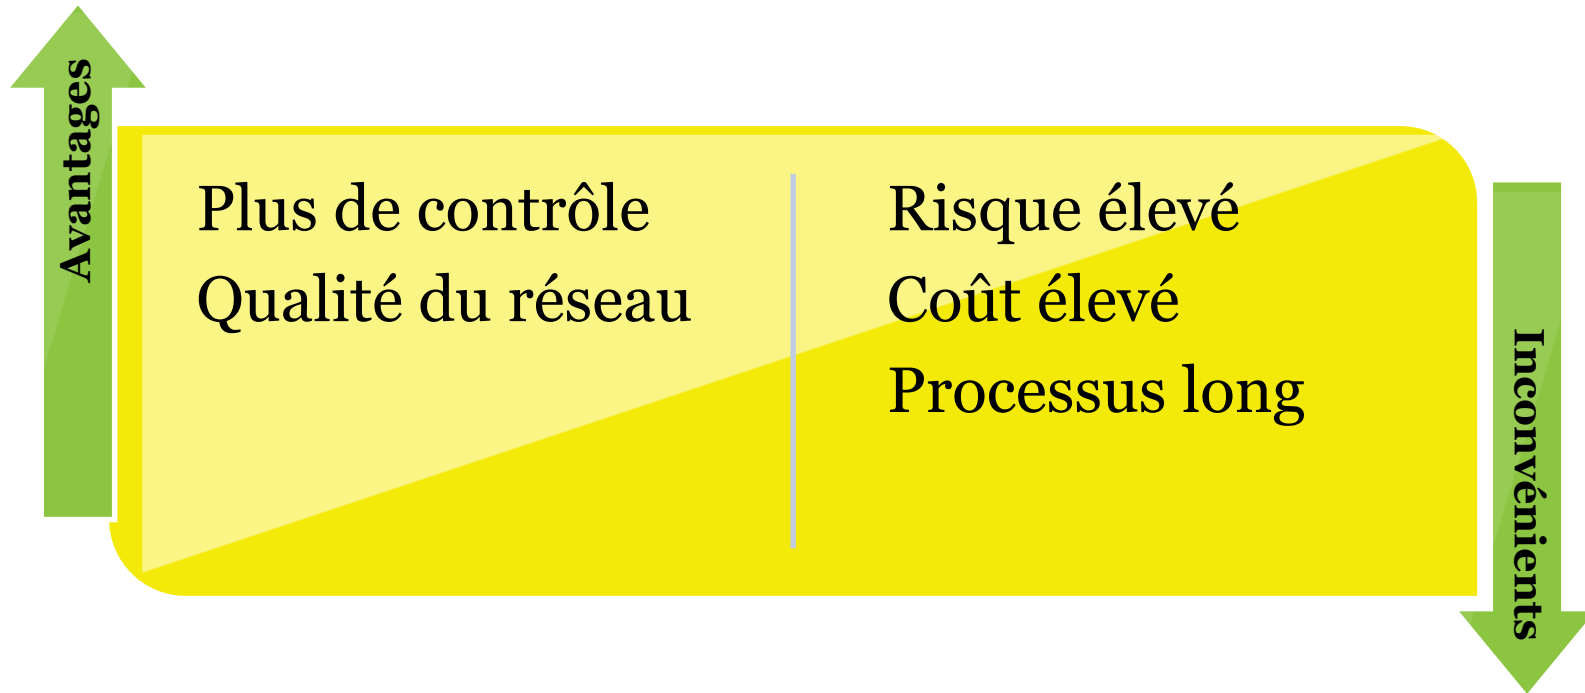 Avantages
Plus de contrôle
Qualité du réseau
Risque élevé
Coût élevé
Processus long
Inconvénients